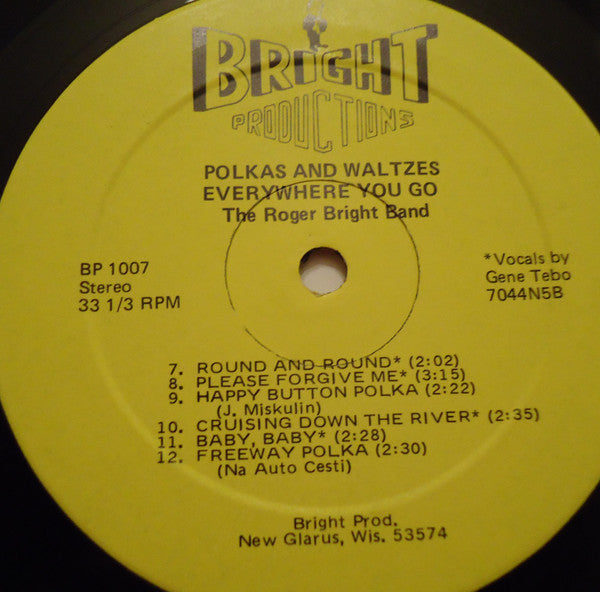 BRIGHT
PRODUCTIONS
POLKAS AND WALTZES
EVERYWHERE YOU GO
The Roger Bright Band
BP 1007
Stereo
33 1/3 RPM
*Vocals by
Gene Tebo
7044N5B
7. ROUND AND ROUND* (2:02)
8. PLEASE FORGIVE ME* (3:15)
9. HAPPY BUTTON POLKA (2:22)
(J. Miskulin)
10. CRUISING DOWN THE RIVER* (2:35)
11. BABY, BABY* (2:28)
12. FREEWAY POLKA (2:30)
(Na Auto Cesti)
Bright Prod.
New Glarus, Wis. 53574